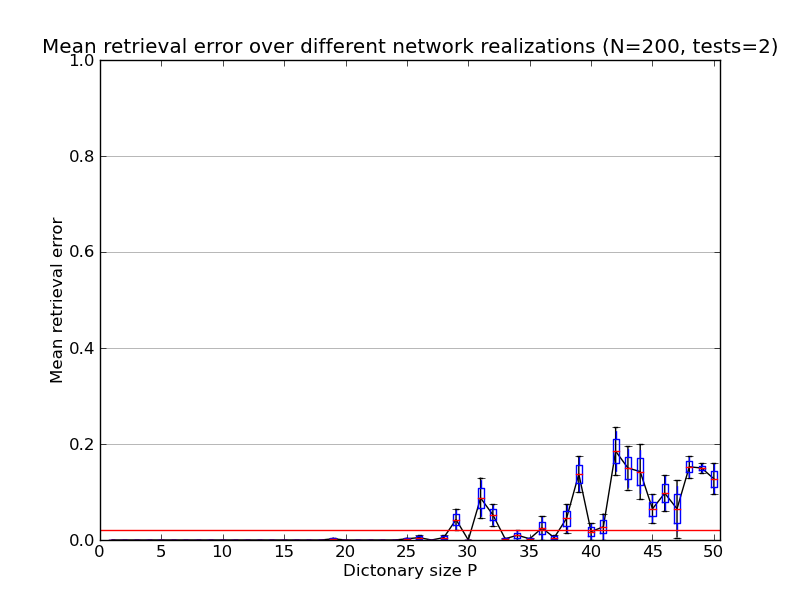 Mean retrieval error over different network realizations (N=200, tests=2)
1.0
0.8
0.6
0.4
0.2
0.0
Mean retrieval error
0 5 10 15 20 25 30 35 40 45 50
Dictonary size P